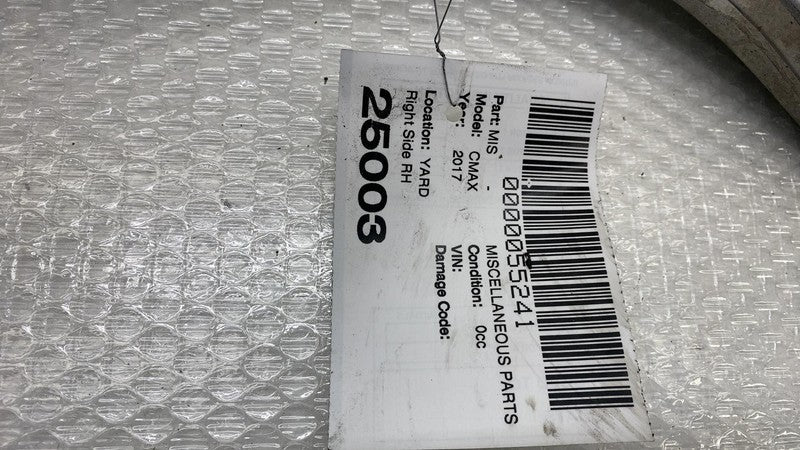 0000055241
Part: MIS - MISCELLANEOUS PARTS
Model: CMAX Condition: 0cc
Year: 2017 VIN:
Damage Code:
Location: YARD
Right Side RH
25003